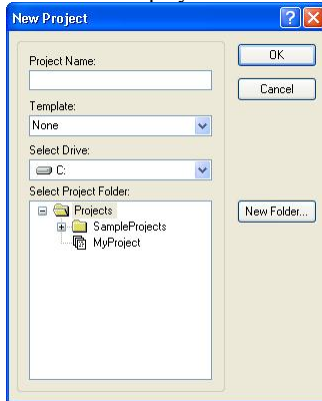 New Project
Project Name:
OK
Cancel
Template:
None
Select Drive:
C:
Select Project Folder:
Projects
New Folder...
SampleProjects
MyProject